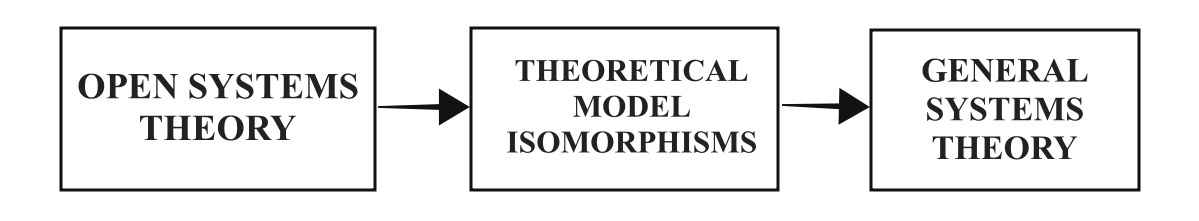 OPEN SYSTEMS
THEORY
THEORETICAL
MODEL
ISOMORPHISMS
GENERAL
SYSTEMS
THEORY